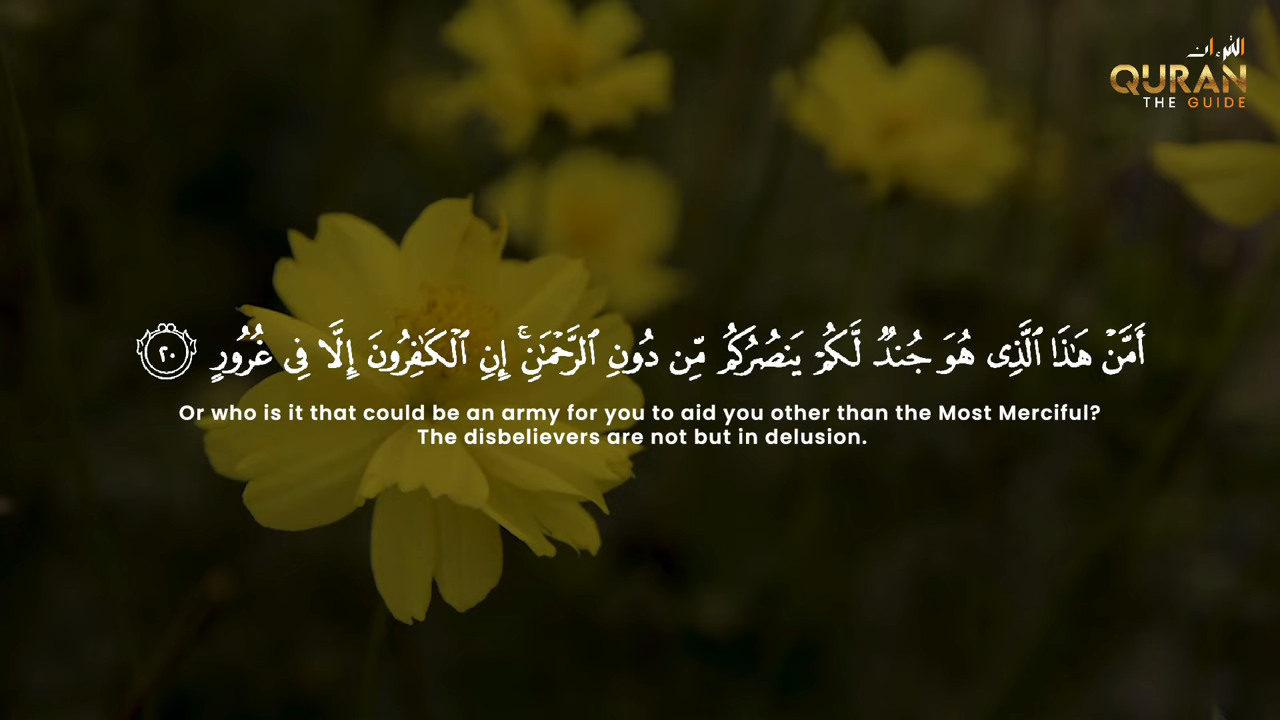 القرءان
QURAN
THE GUIDE
أَمَّنْ هَـٰذَا ٱلَّذِى هُوَ جُندٌ لَّكُمْ يَنصُرُكُم مِّن دُونِ ٱلرَّحْمَـٰنِ ۚ إِنِ ٱلْكَـٰفِرُونَ إِلَّا فِى غُرُورٍ ٢٠
Or who is it that could be an army for you to aid you other than the Most Merciful?
The disbelievers are not but in delusion.